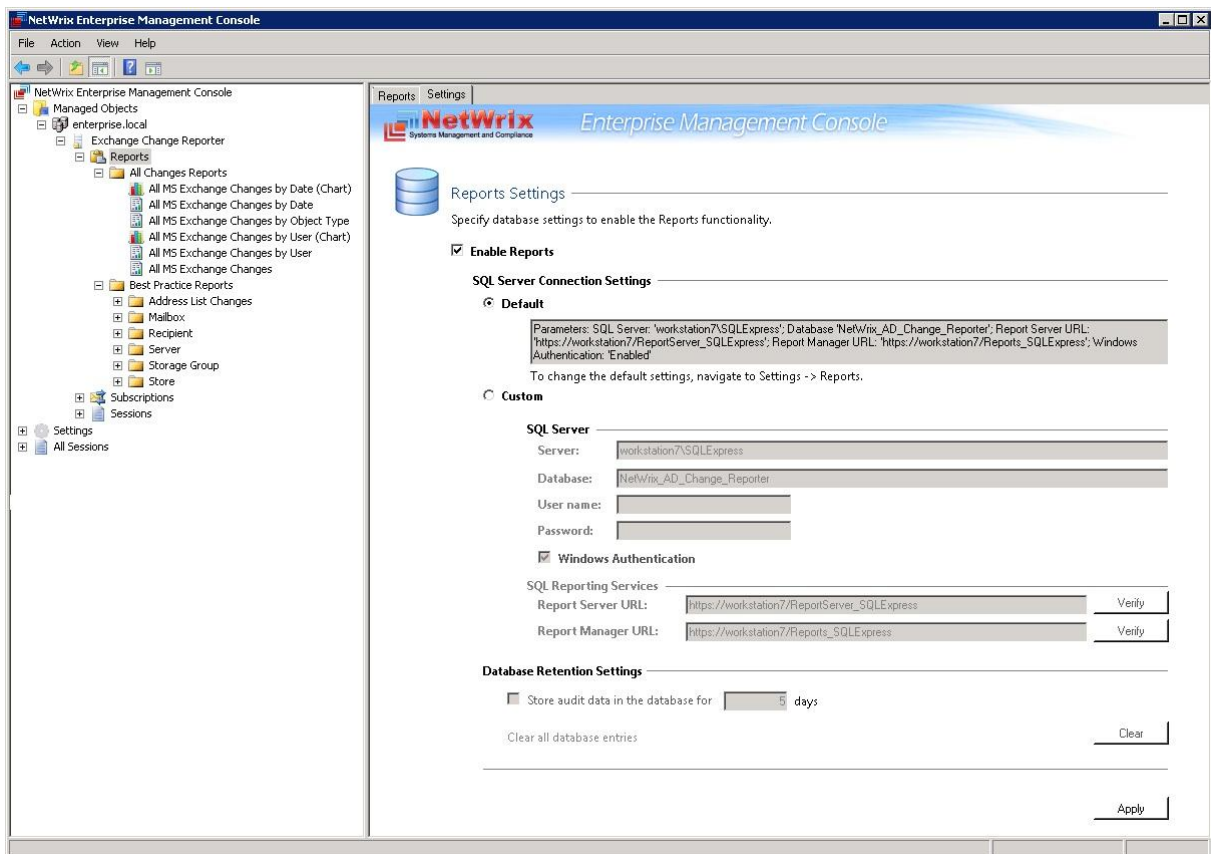 NetWrix Enterprise Management Console
File Action View Help
NetWrix Enterprise Management Console
Managed Objects
enterprise.local
Exchange Change Reporter
Reports
All Changes Reports
All MS Exchange Changes by Date (Chart)
All MS Exchange Changes by Date
All MS Exchange Changes by Object Type
All MS Exchange Changes by User (Chart)
All MS Exchange Changes by User
All MS Exchange Changes
Best Practice Reports
Address List Changes
Mailbox
Recipient
Server
Storage Group
Store
Subscriptions
Sessions
Settings
All Sessions
Reports Settings
NetWrix
Systems Management and Compliance
Enterprise Management Console
Reports Settings
Specify database settings to enable the Reports functionality.
Enable Reports
SQL Server Connection Settings
Default
Parameters: SQL Server: 'workstation7\SQLExpress'; Database 'NetWrix_AD_Change_Reporter'; Report Server URL:
'https://workstation7/ReportServer_SQLExpress'; Report Manager URL: 'https://workstation7/Reports_SQLExpress'; Windows
Authentication: 'Enabled'
To change the default settings, navigate to Settings -> Reports.
Custom
SQL Server
Server: workstation7\SQLExpress
Database: NetWrix_AD_Change_Reporter
User name:
Password:
Windows Authentication
SQL Reporting Services
Report Server URL: https://workstation7/ReportServer_SQLExpress Verify
Report Manager URL: https://workstation7/Reports_SQLExpress Verify
Database Retention Settings
Store audit data in the database for 5 days
Clear all database entries Clear
Apply